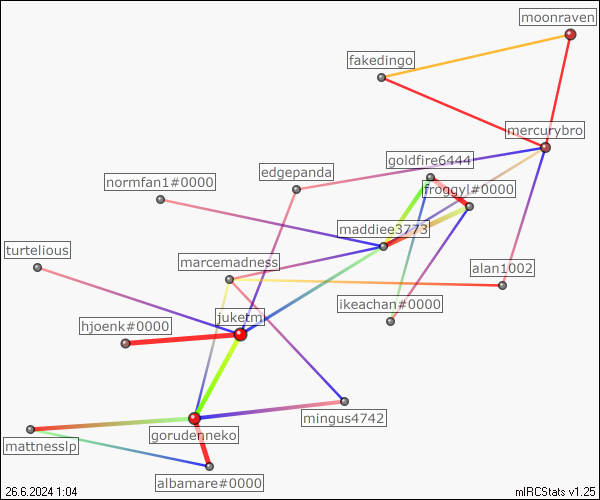 moonraven
fakedingo
mercurybro
goldfire6444
edgepanda
normfan1#0000
froggyl#0000
maddiee3773
turtelious
marcemadness
alan1002
ikeachan#0000
juketmi
hjoenk#0000
mingus4742
gorudenneko
mattnesslp
albamare#0000
26.6.2024 1:04
mIRCStats v1.25